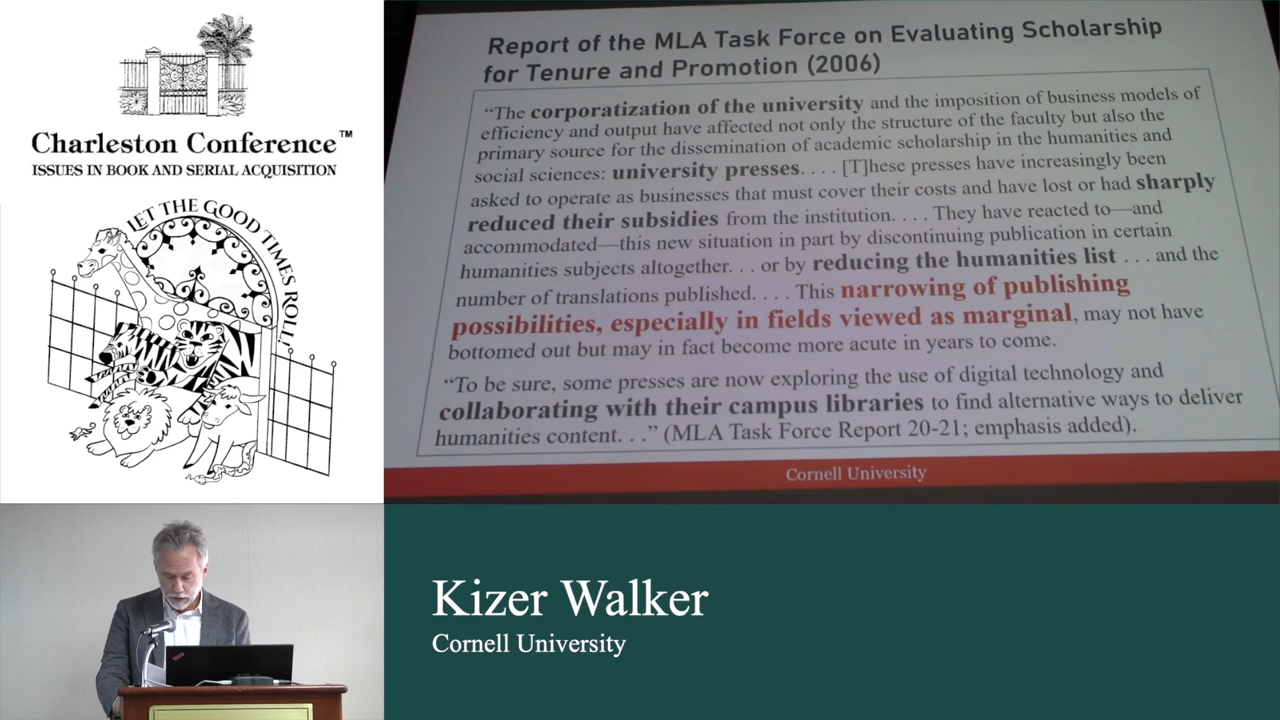 Charleston Conference™
ISSUES IN BOOK AND SERIAL ACQUISITION
LET THE GOOD TIMES ROLL!
Report of the MLA Task Force on Evaluating Scholarship
for Tenure and Promotion (2006)
“The corporatization of the university and the imposition of business models of
efficiency and output have affected not only the structure of the faculty but also the
primary source for the dissemination of academic scholarship in the humanities and
social sciences: university presses. . . . [T]hese presses have increasingly been
asked to operate as businesses that must cover their costs and have lost or had sharply
reduced their subsidies from the institution. . . . They have reacted to—and
accommodated—this new situation in part by discontinuing publication in certain
humanities subjects altogether. . . or by reducing the humanities list . . . and the
number of translations published. . . . This narrowing of publishing
possibilities, especially in fields viewed as marginal, may not have
bottomed out but may in fact become more acute in years to come.
“To be sure, some presses are now exploring the use of digital technology and
collaborating with their campus libraries to find alternative ways to deliver
humanities content. . .” (MLA Task Force Report 20-21; emphasis added).
Cornell University
Kizer Walker
Cornell University